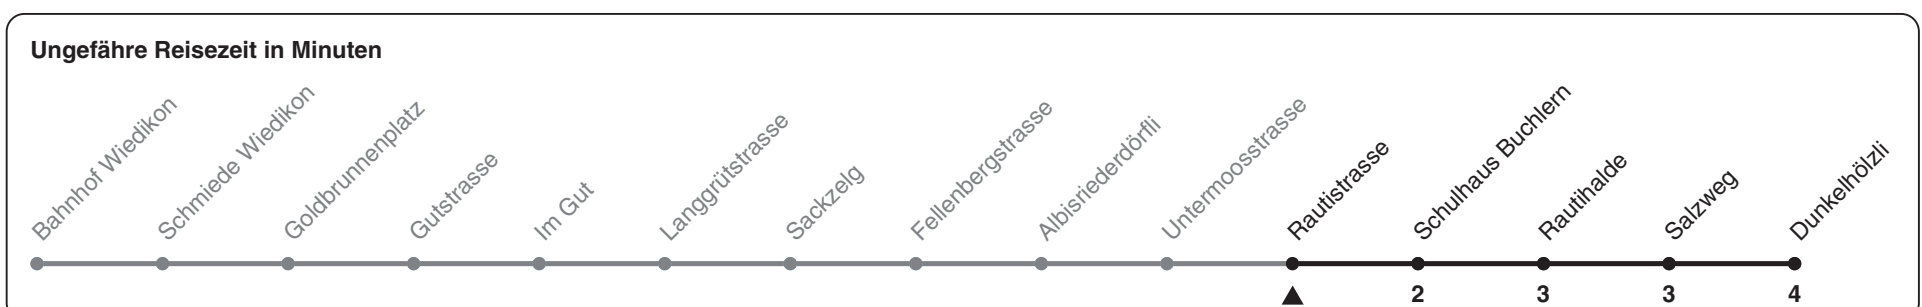 Ungefähre Reisezeit in Minuten
Bahnhof Wiedikon
Schmiede Wiedikon
Goldbrunnenplatz
Gutstrasse
Im Gut
Langgrütstrasse
Sackzelg
Fellenbergstrasse
Albisriederdörfli
Untermoosstrasse
Rautistrasse
Schulhaus Buchlern
Rautihalde
Salzweg
Dunkelhölzli
2 3 3 4